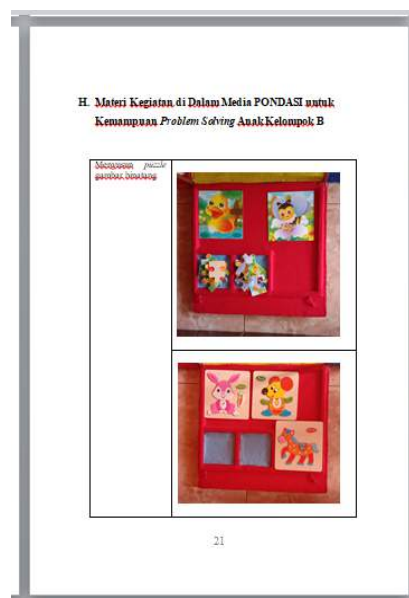 H. Materi Kegiatan di Dalam Media PONDASI untuk
Kemampuan Problem Solving Anak Kelompok B
Menyusun puzzle
gambar binatang
21